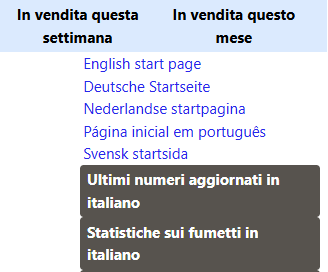 In vendita questa settimana
In vendita questo mese
English start page
Deutsche Startseite
Nederlandse startpagina
Página inicial em português
Svensk startsida
Ultimi numeri aggiornati in
italiano
Statistiche sui fumetti in
italiano